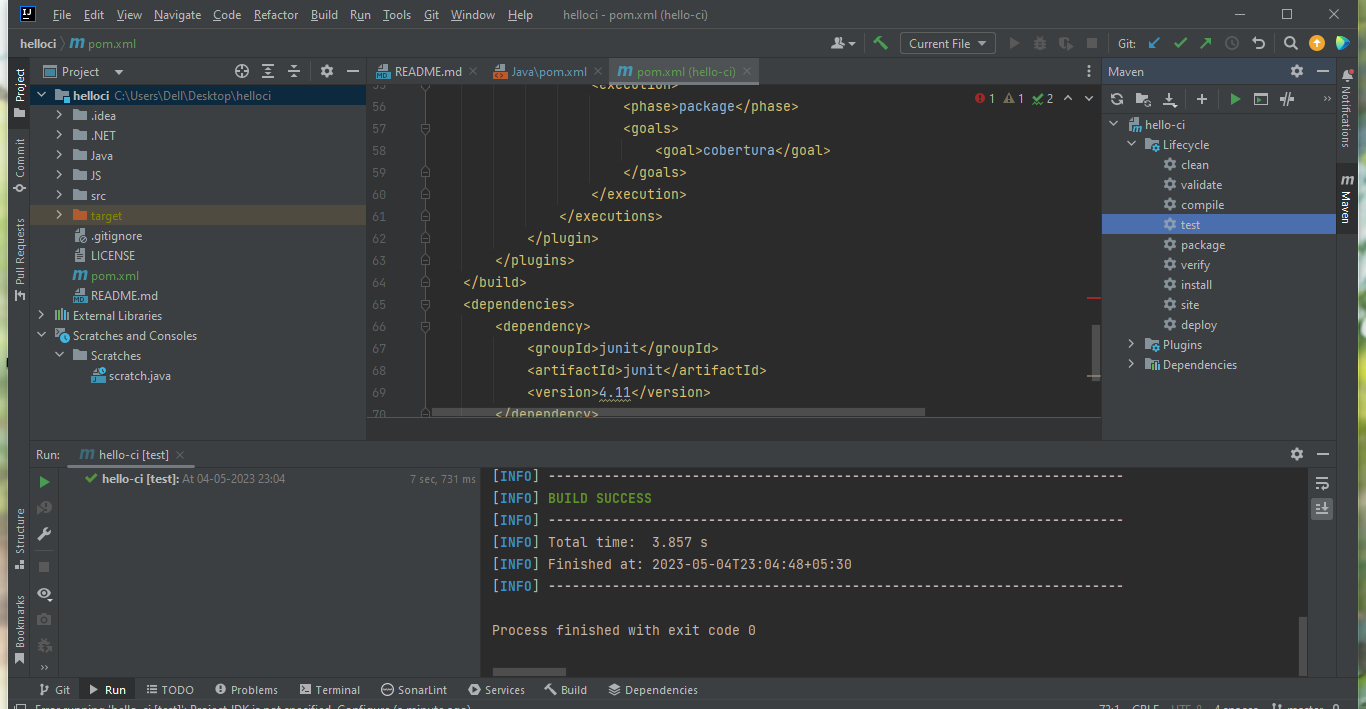 File Edit View Navigate Code Refactor Build Run Tools Git Window Help helloci - pom.xml (hello-ci)
helloci pom.xml Current File Git:
Project README.md Java\pom.xml pom.xml (hello-ci) Maven
Project
Commit
Pull Requests
Structure
Bookmarks
helloci C:\Users\Dell\Desktop\helloci
.idea
.NET
Java
JS
src
target
.gitignore
LICENSE
pom.xml
README.md
External Libraries
Scratches and Consoles
Scratches
scratch.java
1 1 2
55 <execution>
56 <phase>package</phase>
57 <goals>
58 <goal>cobertura</goal>
59 </goals>
60 </execution>
61 </executions>
62 </plugin>
63 </plugins>
64 </build>
65 <dependencies>
66 <dependency>
67 <groupId>junit</groupId>
68 <artifactId>junit</artifactId>
69 <version>4.11</version>
70 </dependency>
hello-ci
Lifecycle
clean
validate
compile
test
package
verify
install
site
deploy
Plugins
Dependencies
Notifications
Maven
Run: hello-ci [test]
hello-ci [test]: At 04-05-2023 23:04 7 sec, 731 ms
[INFO] ------------------------------------------------------------------------
[INFO] BUILD SUCCESS
[INFO] ------------------------------------------------------------------------
[INFO] Total time:  3.857 s
[INFO] Finished at: 2023-05-04T23:04:48+05:30
[INFO] ------------------------------------------------------------------------
Process finished with exit code 0
Git Run TODO Problems Terminal SonarLint Services Build Dependencies
Error running 'hello-ci [test]': Project JDK is not specified. Configure (a minute ago) 72:1 CRLF UTF-8 4 spaces master